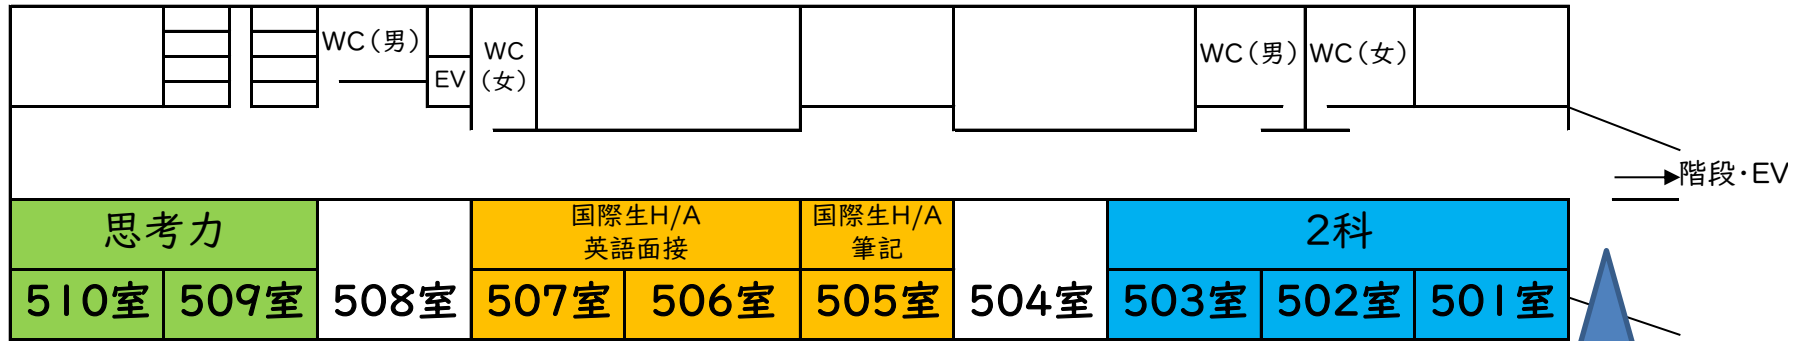 WC(男)
EV
WC
(女)
WC(男)
WC(女)
→階段・EV
思考力
国際生H/A
英語面接
国際生H/A
筆記
2科
510室
509室
508室
507室
506室
505室
504室
503室
502室
501室